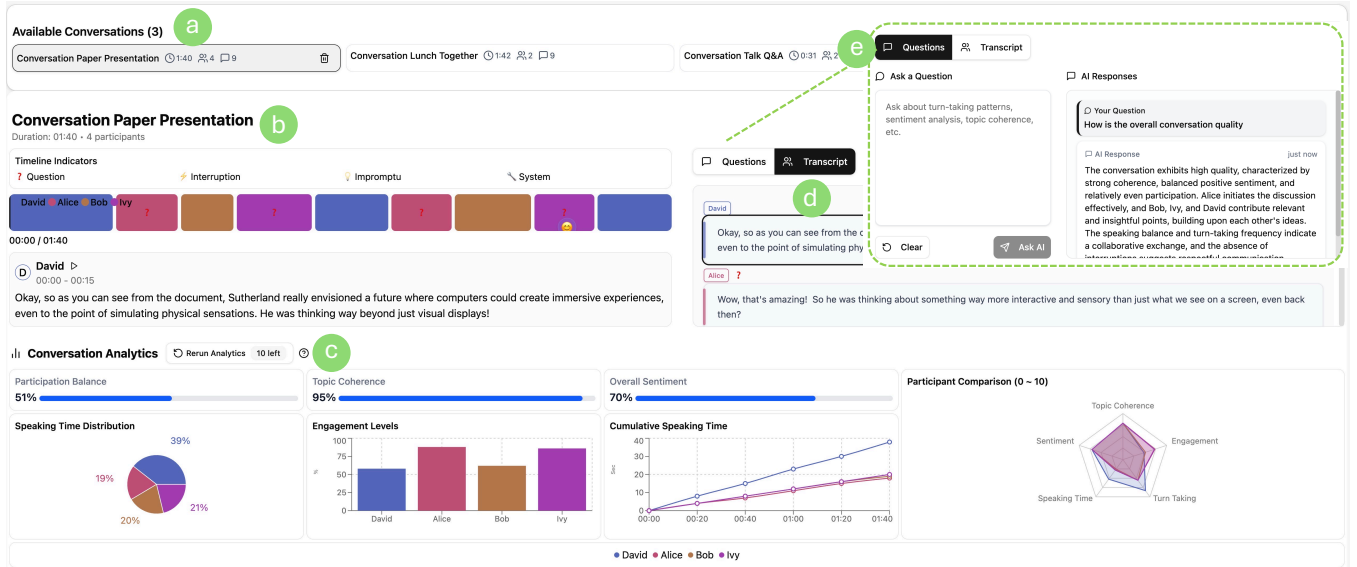 Available Conversations (3)
a
Conversation Paper Presentation 1:40 4 9
Conversation Lunch Together 1:42 2 9
Conversation Talk Q&A 0:31 2
b
Conversation Paper Presentation
Duration: 01:40 • 4 participants
Timeline Indicators
? Question
Interruption
Impromptu
System
David Alice Bob Ivy
? ? ? ?
00:00 / 01:40
D
David
00:00 - 00:15
Okay, so as you can see from the document, Sutherland really envisioned a future where computers could create immersive experiences,
even to the point of simulating physical sensations. He was thinking way beyond just visual displays!
Questions
Transcript
d
David
Okay, so as you can see from the
even to the point of simulating
Alice ?
Wow, that's amazing! So he was thinking about something way more interactive and sensory than just what we see on a screen, even back
then?
e
Questions
Transcript
Ask a Question
Ask about turn-taking patterns,
sentiment analysis, topic coherence,
etc.
Clear
Ask AI
AI Responses
Your Question
How is the overall conversation quality
AI Response
just now
The conversation exhibits high quality, characterized by
strong coherence, balanced positive sentiment, and
relatively even participation. Alice initiates the discussion
effectively, and Bob, Ivy, and David contribute relevant
and insightful points, building upon each other's ideas.
The speaking balance and turn-taking frequency indicate
a collaborative exchange, and the absence of
Conversation Analytics
Rerun Analytics 10 left
c
Participation Balance
51%
Topic Coherence
95%
Overall Sentiment
70%
Speaking Time Distribution
39%
19%
20%
21%
Engagement Levels
100
75
50
25
0
%
David Alice Bob Ivy
Cumulative Speaking Time
40
30
20
10
0
Sec
00:00 00:20 00:40 01:00 01:20 01:40
Participant Comparison (0 ~ 10)
Topic Coherence
Sentiment
Engagement
Speaking Time
Turn Taking
David Alice Bob Ivy